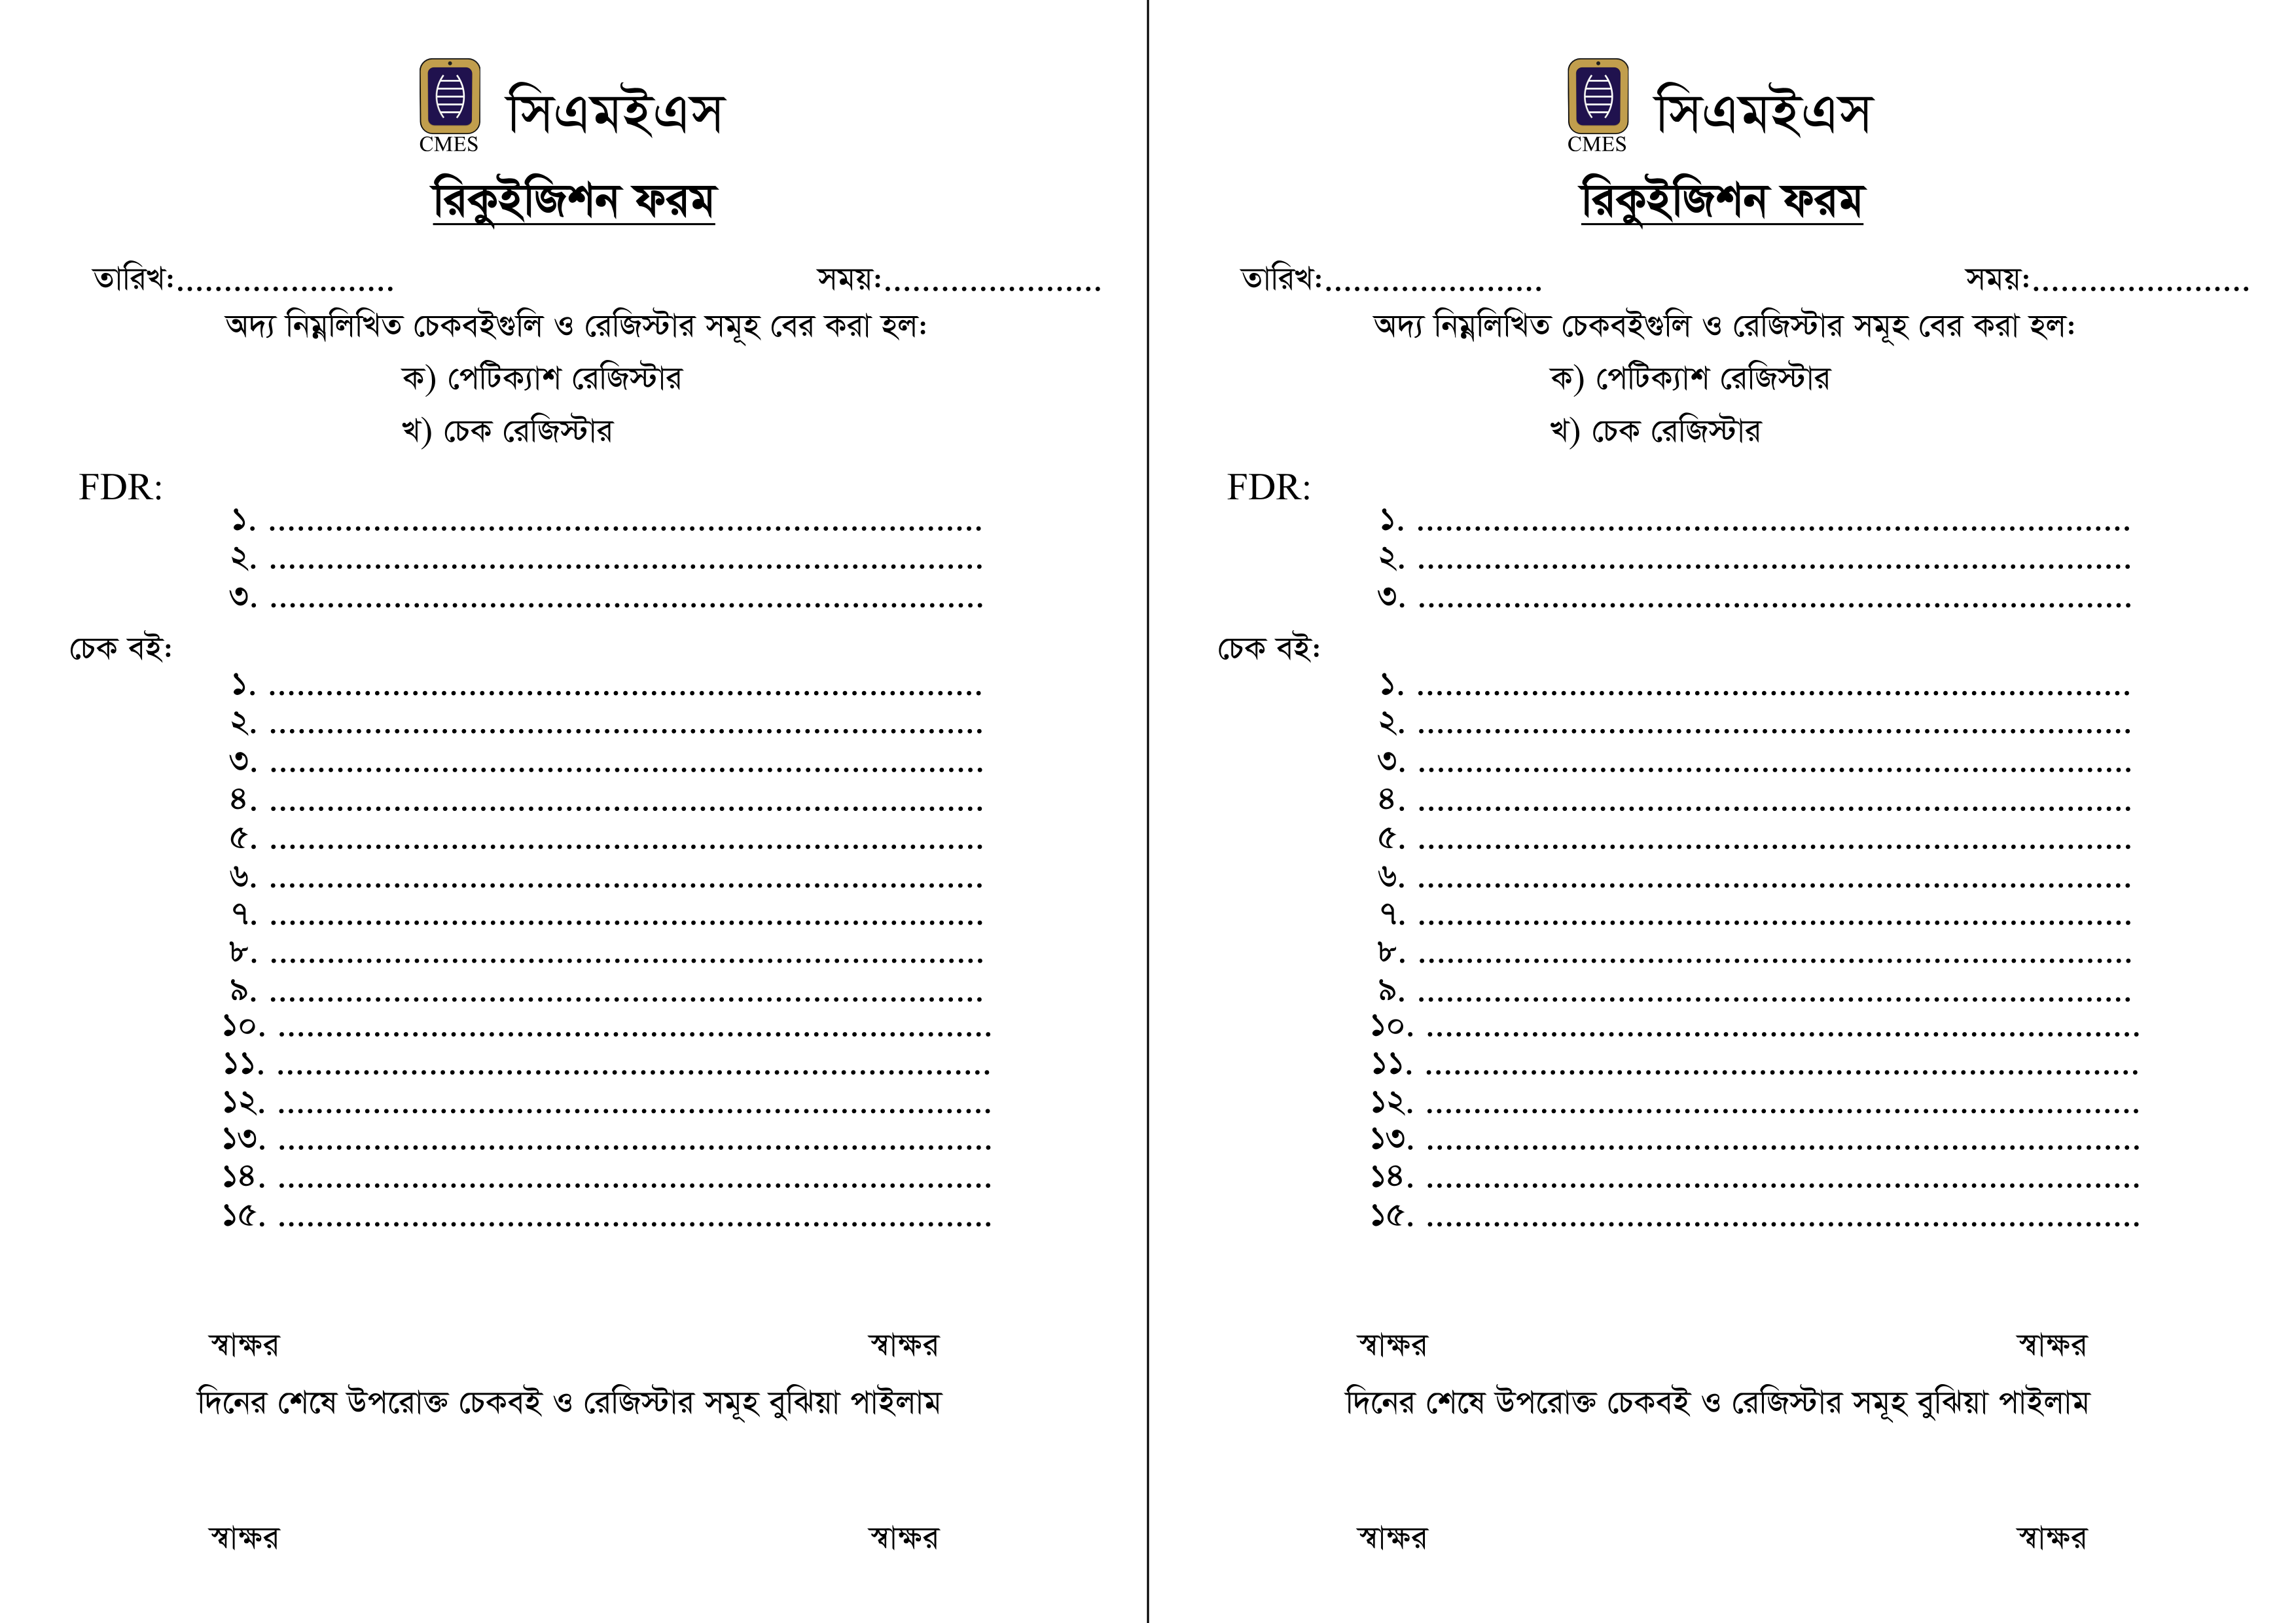 সিএমইএস
CMES
রিকুইজিশন ফরম
তারিখ:....................... সময়:.......................
অদ্য নিম্নলিখিত চেকবইগুলি ও রেজিস্টার সমূহ বের করা হল:
ক) পেটিক্যাশ রেজিস্টার
খ) চেক রেজিস্টার
FDR:
১. ...........................................................................
২. ...........................................................................
৩. ...........................................................................
চেক বই:
১. ...........................................................................
২. ...........................................................................
৩. ...........................................................................
৪. ...........................................................................
৫. ...........................................................................
৬. ...........................................................................
৭. ...........................................................................
৮. ...........................................................................
৯. ...........................................................................
১০. ...........................................................................
১১. ...........................................................................
১২. ...........................................................................
১৩. ...........................................................................
১৪. ...........................................................................
১৫. ...........................................................................
স্বাক্ষর স্বাক্ষর
দিনের শেষে উপরোক্ত চেকবই ও রেজিস্টার সমূহ বুঝিয়া পাইলাম
স্বাক্ষর স্বাক্ষর
সিএমইএস
CMES
রিকুইজিশন ফরম
তারিখ:....................... সময়:.......................
অদ্য নিম্নলিখিত চেকবইগুলি ও রেজিস্টার সমূহ বের করা হল:
ক) পেটিক্যাশ রেজিস্টার
খ) চেক রেজিস্টার
FDR:
১. ...........................................................................
২. ...........................................................................
৩. ...........................................................................
চেক বই:
১. ...........................................................................
২. ...........................................................................
৩. ...........................................................................
৪. ...........................................................................
৫. ...........................................................................
৬. ...........................................................................
৭. ...........................................................................
৮. ...........................................................................
৯. ...........................................................................
১০. ...........................................................................
১১. ...........................................................................
১২. ...........................................................................
১৩. ...........................................................................
১৪. ...........................................................................
১৫. ...........................................................................
স্বাক্ষর স্বাক্ষর
দিনের শেষে উপরোক্ত চেকবই ও রেজিস্টার সমূহ বুঝিয়া পাইলাম
স্বাক্ষর স্বাক্ষর